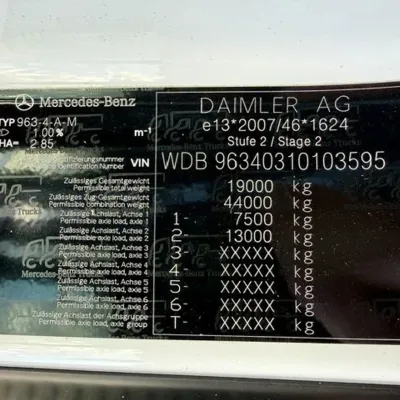 Mercedes-Benz DAIMLER AG
TYP 963-4-A-M e13*2007/46*1624
1.00% m-1 Stufe 2 / Stage 2
HA= 2.85
Fahrzeugidentifizierungsnummer
Identification Number VIN WDB 96340310103595
Zulässiges Gesamtgewicht
Permissible total weight 19000 kg
Zulässiges Zug-Gesamtgewicht
Permissible combination weight 44000 kg
Zulässige Achslast, Achse 1
Permissible axle load, axle 1 1- 7500 kg
Zulässige Achslast, Achse 2
Permissible axle load, axle 2 2- 13000 kg
Zulässige Achslast, Achse 3
Permissible axle load, axle 3 3- XXXXX kg
Zulässige Achslast, Achse 4
Permissible axle load, axle 4 4- XXXXX kg
Zulässige Achslast, Achse 5
Permissible axle load, axle 5 5- XXXXX kg
Zulässige Achslast, Achse 6
Permissible axle load, axle 6 6- XXXXX kg
Zulässige Achslast der Achsgruppe
Permissible axle load, axle group T- XXXXX kg